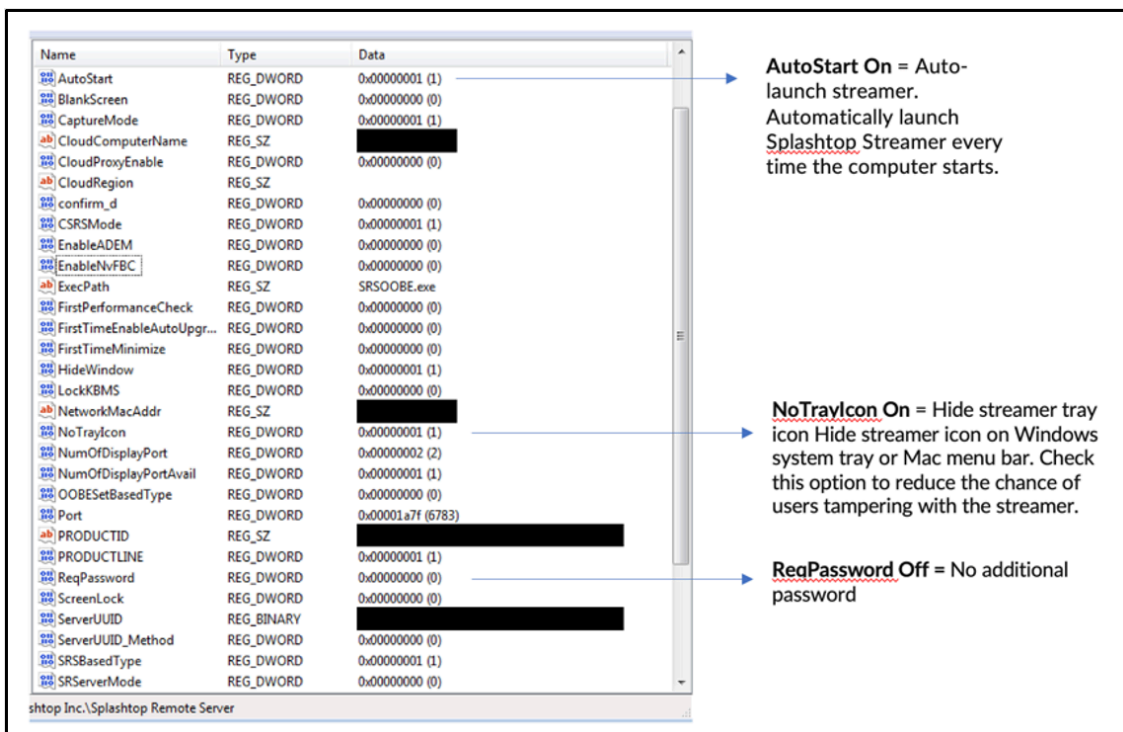 Name Type Data
AutoStart REG_DWORD 0x00000001 (1)
BlankScreen REG_DWORD 0x00000000 (0)
CaptureMode REG_DWORD 0x00000001 (1)
CloudComputerName REG_SZ
CloudProxyEnable REG_DWORD 0x00000000 (0)
CloudRegion REG_SZ
confirm_d REG_DWORD 0x00000000 (0)
CSRSMode REG_DWORD 0x00000001 (1)
EnableADEM REG_DWORD 0x00000000 (0)
EnableNvFBC REG_DWORD 0x00000000 (0)
ExecPath REG_SZ SRSOOBE.exe
FirstPerformanceCheck REG_DWORD 0x00000000 (0)
FirstTimeEnableAutoUpgr... REG_DWORD 0x00000000 (0)
FirstTimeMinimize REG_DWORD 0x00000000 (0)
HideWindow REG_DWORD 0x00000001 (1)
LockKBMS REG_DWORD 0x00000000 (0)
NetworkMacAddr REG_SZ
NoTrayIcon REG_DWORD 0x00000001 (1)
NumOfDisplayPort REG_DWORD 0x00000002 (2)
NumOfDisplayPortAvail REG_DWORD 0x00000001 (1)
OOBESetBasedType REG_DWORD 0x00000000 (0)
Port REG_DWORD 0x00001a7f (6783)
PRODUCTID REG_SZ
PRODUCTLINE REG_DWORD 0x00000001 (1)
ReqPassword REG_DWORD 0x00000000 (0)
ScreenLock REG_DWORD 0x00000000 (0)
ServerUUID REG_BINARY
ServerUUID_Method REG_DWORD 0x00000000 (0)
SRSBasedType REG_DWORD 0x00000001 (1)
SRServerMode REG_DWORD 0x00000000 (0)
shtop Inc.\Splashtop Remote Server
AutoStart On = Auto-
launch streamer.
Automatically launch
Splashtop Streamer every
time the computer starts.
NoTrayIcon On = Hide streamer tray
icon Hide streamer icon on Windows
system tray or Mac menu bar. Check
this option to reduce the chance of
users tampering with the streamer.
ReqPassword Off = No additional
password